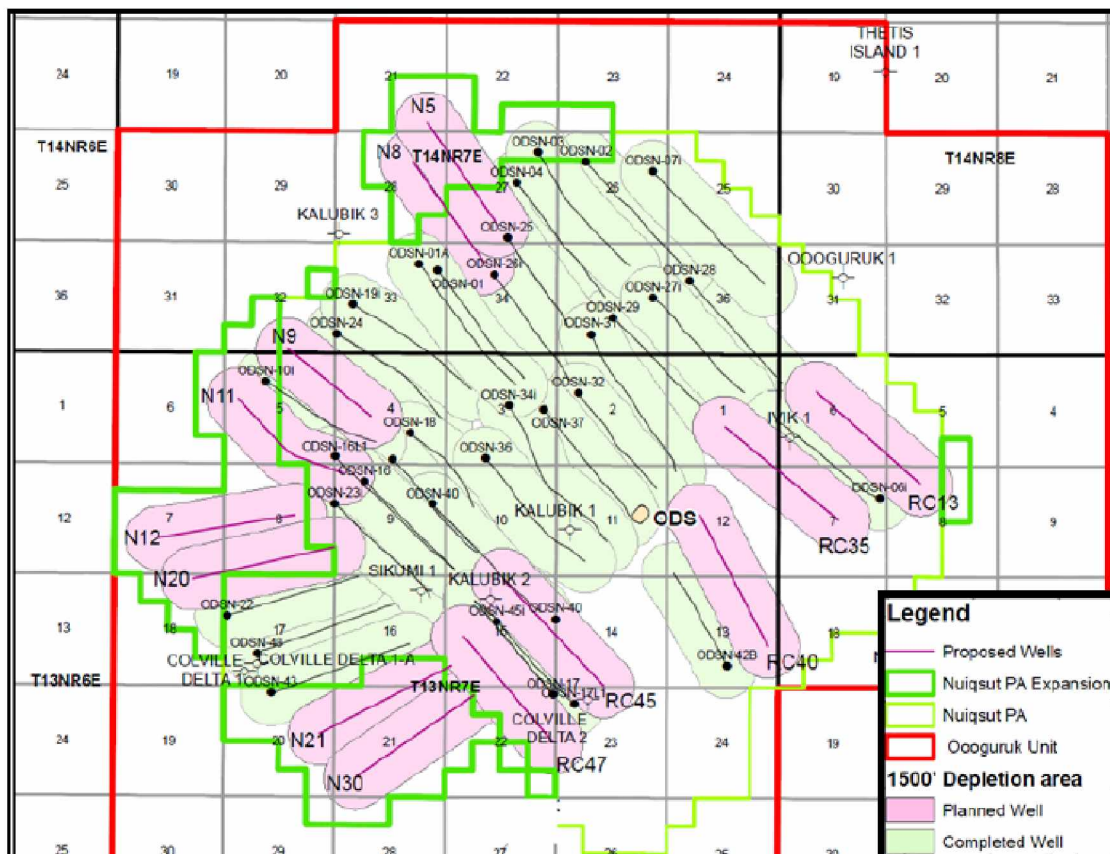 THETIS
ISLAND 1
24 19 20 21 22 23 24 19 20 21
N5
T14NR6E
N8
T14NR7E
ODSN-03
ODSN-02
ODSN-07i
T14NR8E
ODSN-04
25 30 29 28 27 26 25 30 29 28
KALUBIK 3
ODSN-25
ODSN-01A
ODSN-01
ODSN-26i
ODSN-28
OOOGURUK 1
36 31 32 33 34 36 31 32 33
ODSN-19i
ODSN-27i
ODSN-24
ODSN-29
ODSN-31
N9
ODSN-10i
ODSN-32
N11
1 6 5 4 3 2 1 6 5 4
ODSN-34i
ODSN-37
IVIK 1
ODSN-18
ODSN-16L1
ODSN-36
ODSN-16
ODSN-23
ODSN-40
ODSN-06i
RC13
12 7 8 9 10 11 12 7 8 9
KALUBIK 1
ODS
N12
RC35
N20
SIKUMI 1
KALUBIK 2
ODSN-22
ODSN-45i
ODSN-40
13 18 17 16 15 14 13 18
COLVILLE
DELTA 1
COLVILLE DELTA 1-A
ODSN-43
ODSN-42B
RC40
T13NR6E
T13NR7E
ODSN-17
RC45
COLVILLE
DELTA 2
N21
24 19 20 21 22 23 24 19
RC47
N30
25 30 29 28 27 26 25 30
Legend
Proposed Wells
Nuiqsut PA Expansion
Nuiqsut PA
Oooguruk Unit
1500' Depletion area
Planned Well
Completed Well